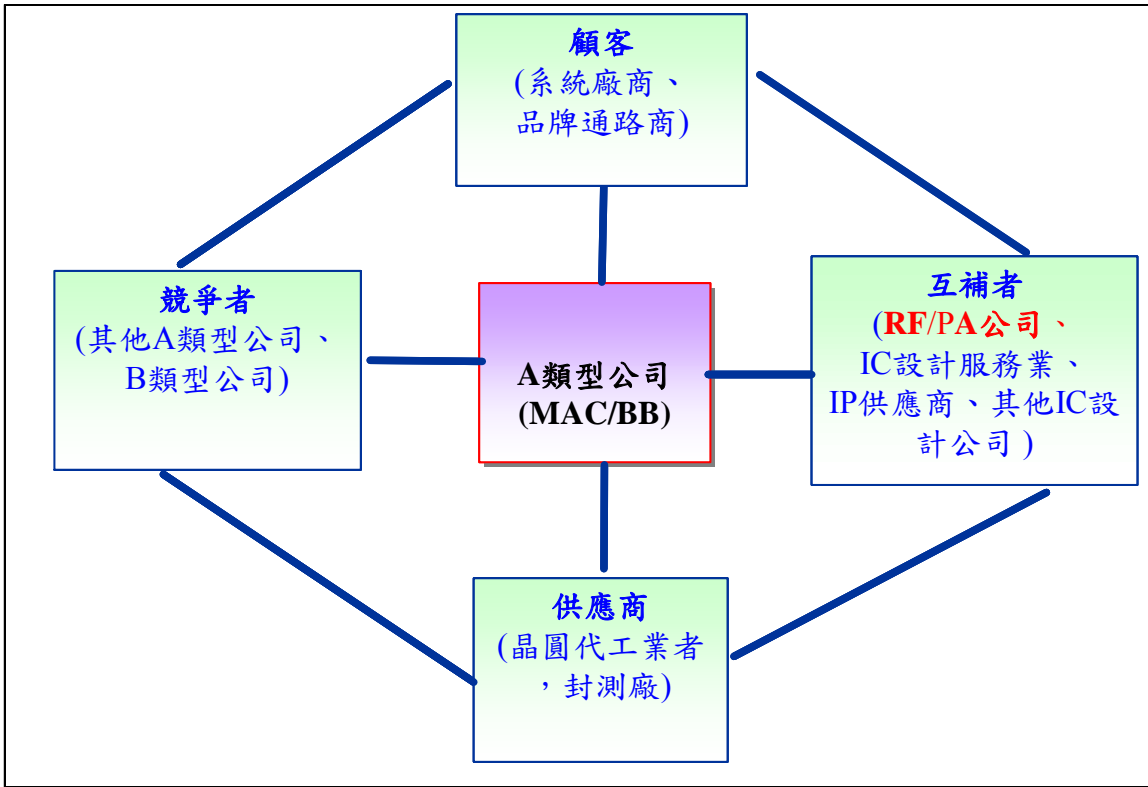 顧客
(系統廠商、
品牌通路商)
競爭者
(其他A類型公司、
B類型公司)
A類型公司
(MAC/BB)
互補者
(RF/PA公司、
IC設計服務業、
IP供應商、其他IC設
計公司 )
供應商
(晶圓代工業者
，封測廠)